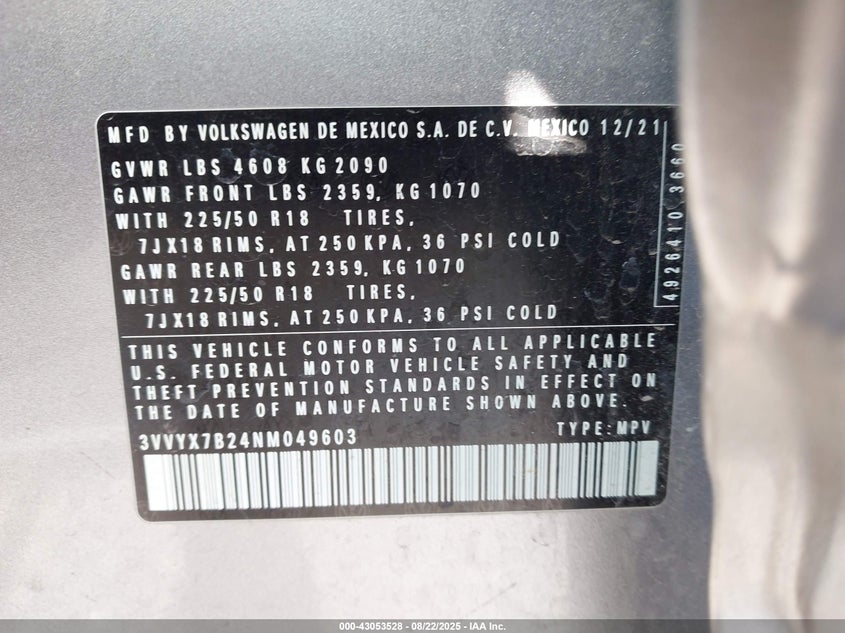 MFD BY VOLKSWAGEN DE MEXICO S.A. DE C.V. MEXICO 12/21
GVWR LBS 4608 KG 2090
GAWR FRONT LBS 2359, KG 1070
WITH 225/50 R18 TIRES,
7JX18 RIMS, AT 250 KPA, 36 PSI COLD
GAWR REAR LBS 2359, KG 1070
WITH 225/50 R18 TIRES,
7JX18 RIMS, AT 250 KPA, 36 PSI COLD
4926410 3660
THIS VEHICLE CONFORMS TO ALL APPLICABLE
U.S. FEDERAL MOTOR VEHICLE SAFETY AND
THEFT PREVENTION STANDARDS IN EFFECT ON
THE DATE OF MANUFACTURE SHOWN ABOVE.
3VVYX7B24NM049603 TYPE: MPV
000-43053528 - 08/22/2025 - IAA Inc.